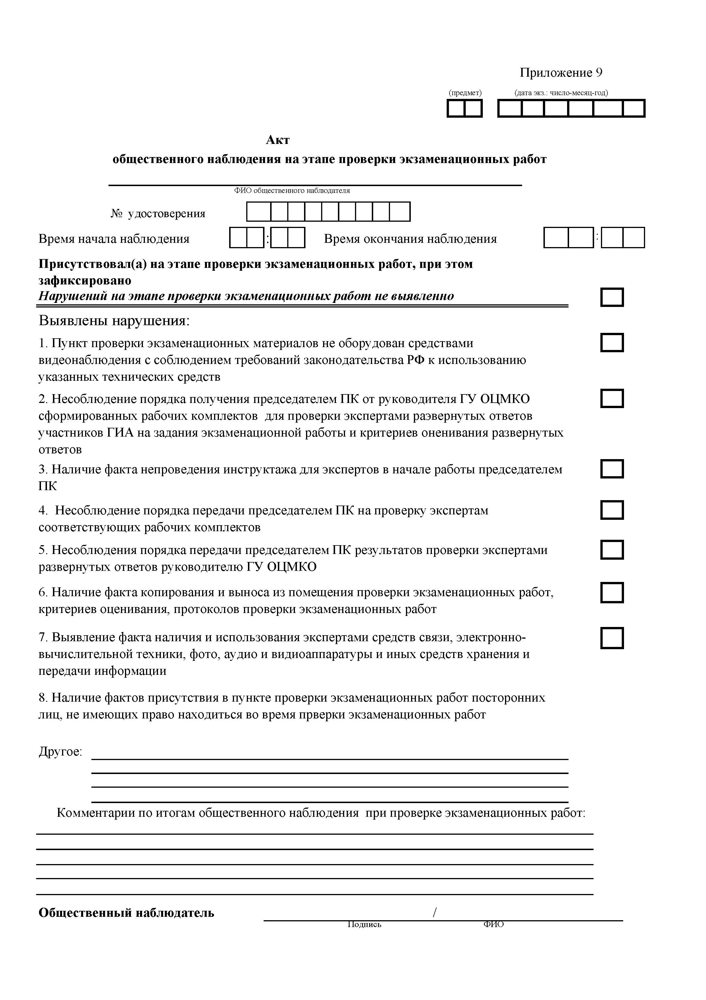 Приложение 9
(предмет) (дата экз.: число-месяц-год)
Акт
общественного наблюдения на этапе проверки экзаменационных работ
ФИО общественного наблюдателя
№ удостоверения
Время начала наблюдения : Время окончания наблюдения :
Присутствовал(а) на этапе проверки экзаменационных работ, при этом
зафиксировано
Нарушений на этапе проверки экзаменационных работ не выявленно
Выявлены нарушения:
1. Пункт проверки экзаменационных материалов не оборудован средствами
видеонаблюдения с соблюдением требований законодательства РФ к использованию
указанных технических средств
2. Несоблюдение порядка получения председателем ПК от руководителя ГУ ОЦМКО
сформированных рабочих комплектов для проверки экспертами раэвернутых ответов
участников ГИА на задания экзаменационной работы и критериев оненивания развернутых
ответов
3. Наличие факта непроведения инструктажа для экспертов в начале работы председателем
ПК
4. Несоблюдение порядка передачи председателем ПК на проверку экспертам
соответствующих рабочих комплектов
5. Несоблюдения порядка передачи председателем ПК результатов проверки экспертами
развернутых ответов руководителю ГУ ОЦМКО
6. Наличие факта копирования и выноса из помещения проверки экзаменационных работ,
критериев оценивания, протоколов проверки экзаменационных работ
7. Выявление факта наличия и использования экспертами средств связи, электронно-
вычислительной техники, фото, аудио и видиоаппаратуры и иных средств хранения и
передачи информации
8. Наличие фактов присутствия в пункте проверки экзаменационных работ посторонних
лиц, не имеющих право находиться во время прверки экзаменационных работ
Другое:
Комментарии по итогам общественного наблюдения при проверке экзаменационных работ:
Общественный наблюдатель /
Подпись ФИО